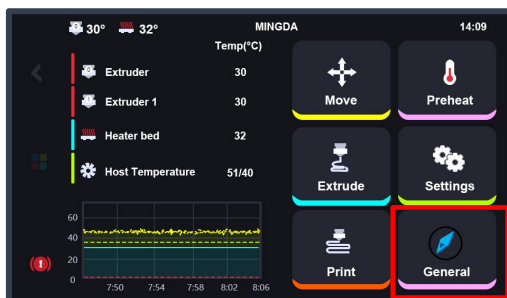 30° 32° MINGDA 14:09
Temp(°C)
Extruder 30
Extruder 1 30
Heater bed 32
Host Temperature 51/40
60
40
20
0
7:50 7:54 7:58 8:02 8:06
Move Preheat
Extrude Settings
Print General